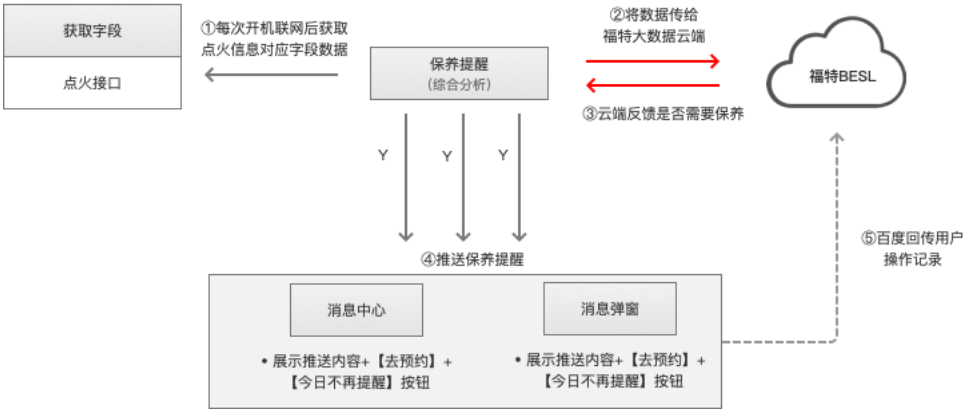 获取字段
点火接口
①每次开机联网后获取
点火信息对应字段数据
保养提醒
（综合分析）
②将数据传给
福特大数据云端
③云端反馈是否需要保养
福特BESL
Y
Y
Y
④推送保养提醒
⑤百度回传用户
操作记录
消息中心
• 展示推送内容+【去预约】+
【今日不再提醒】按钮
消息弹窗
• 展示推送内容+【去预约】+
【今日不再提醒】按钮